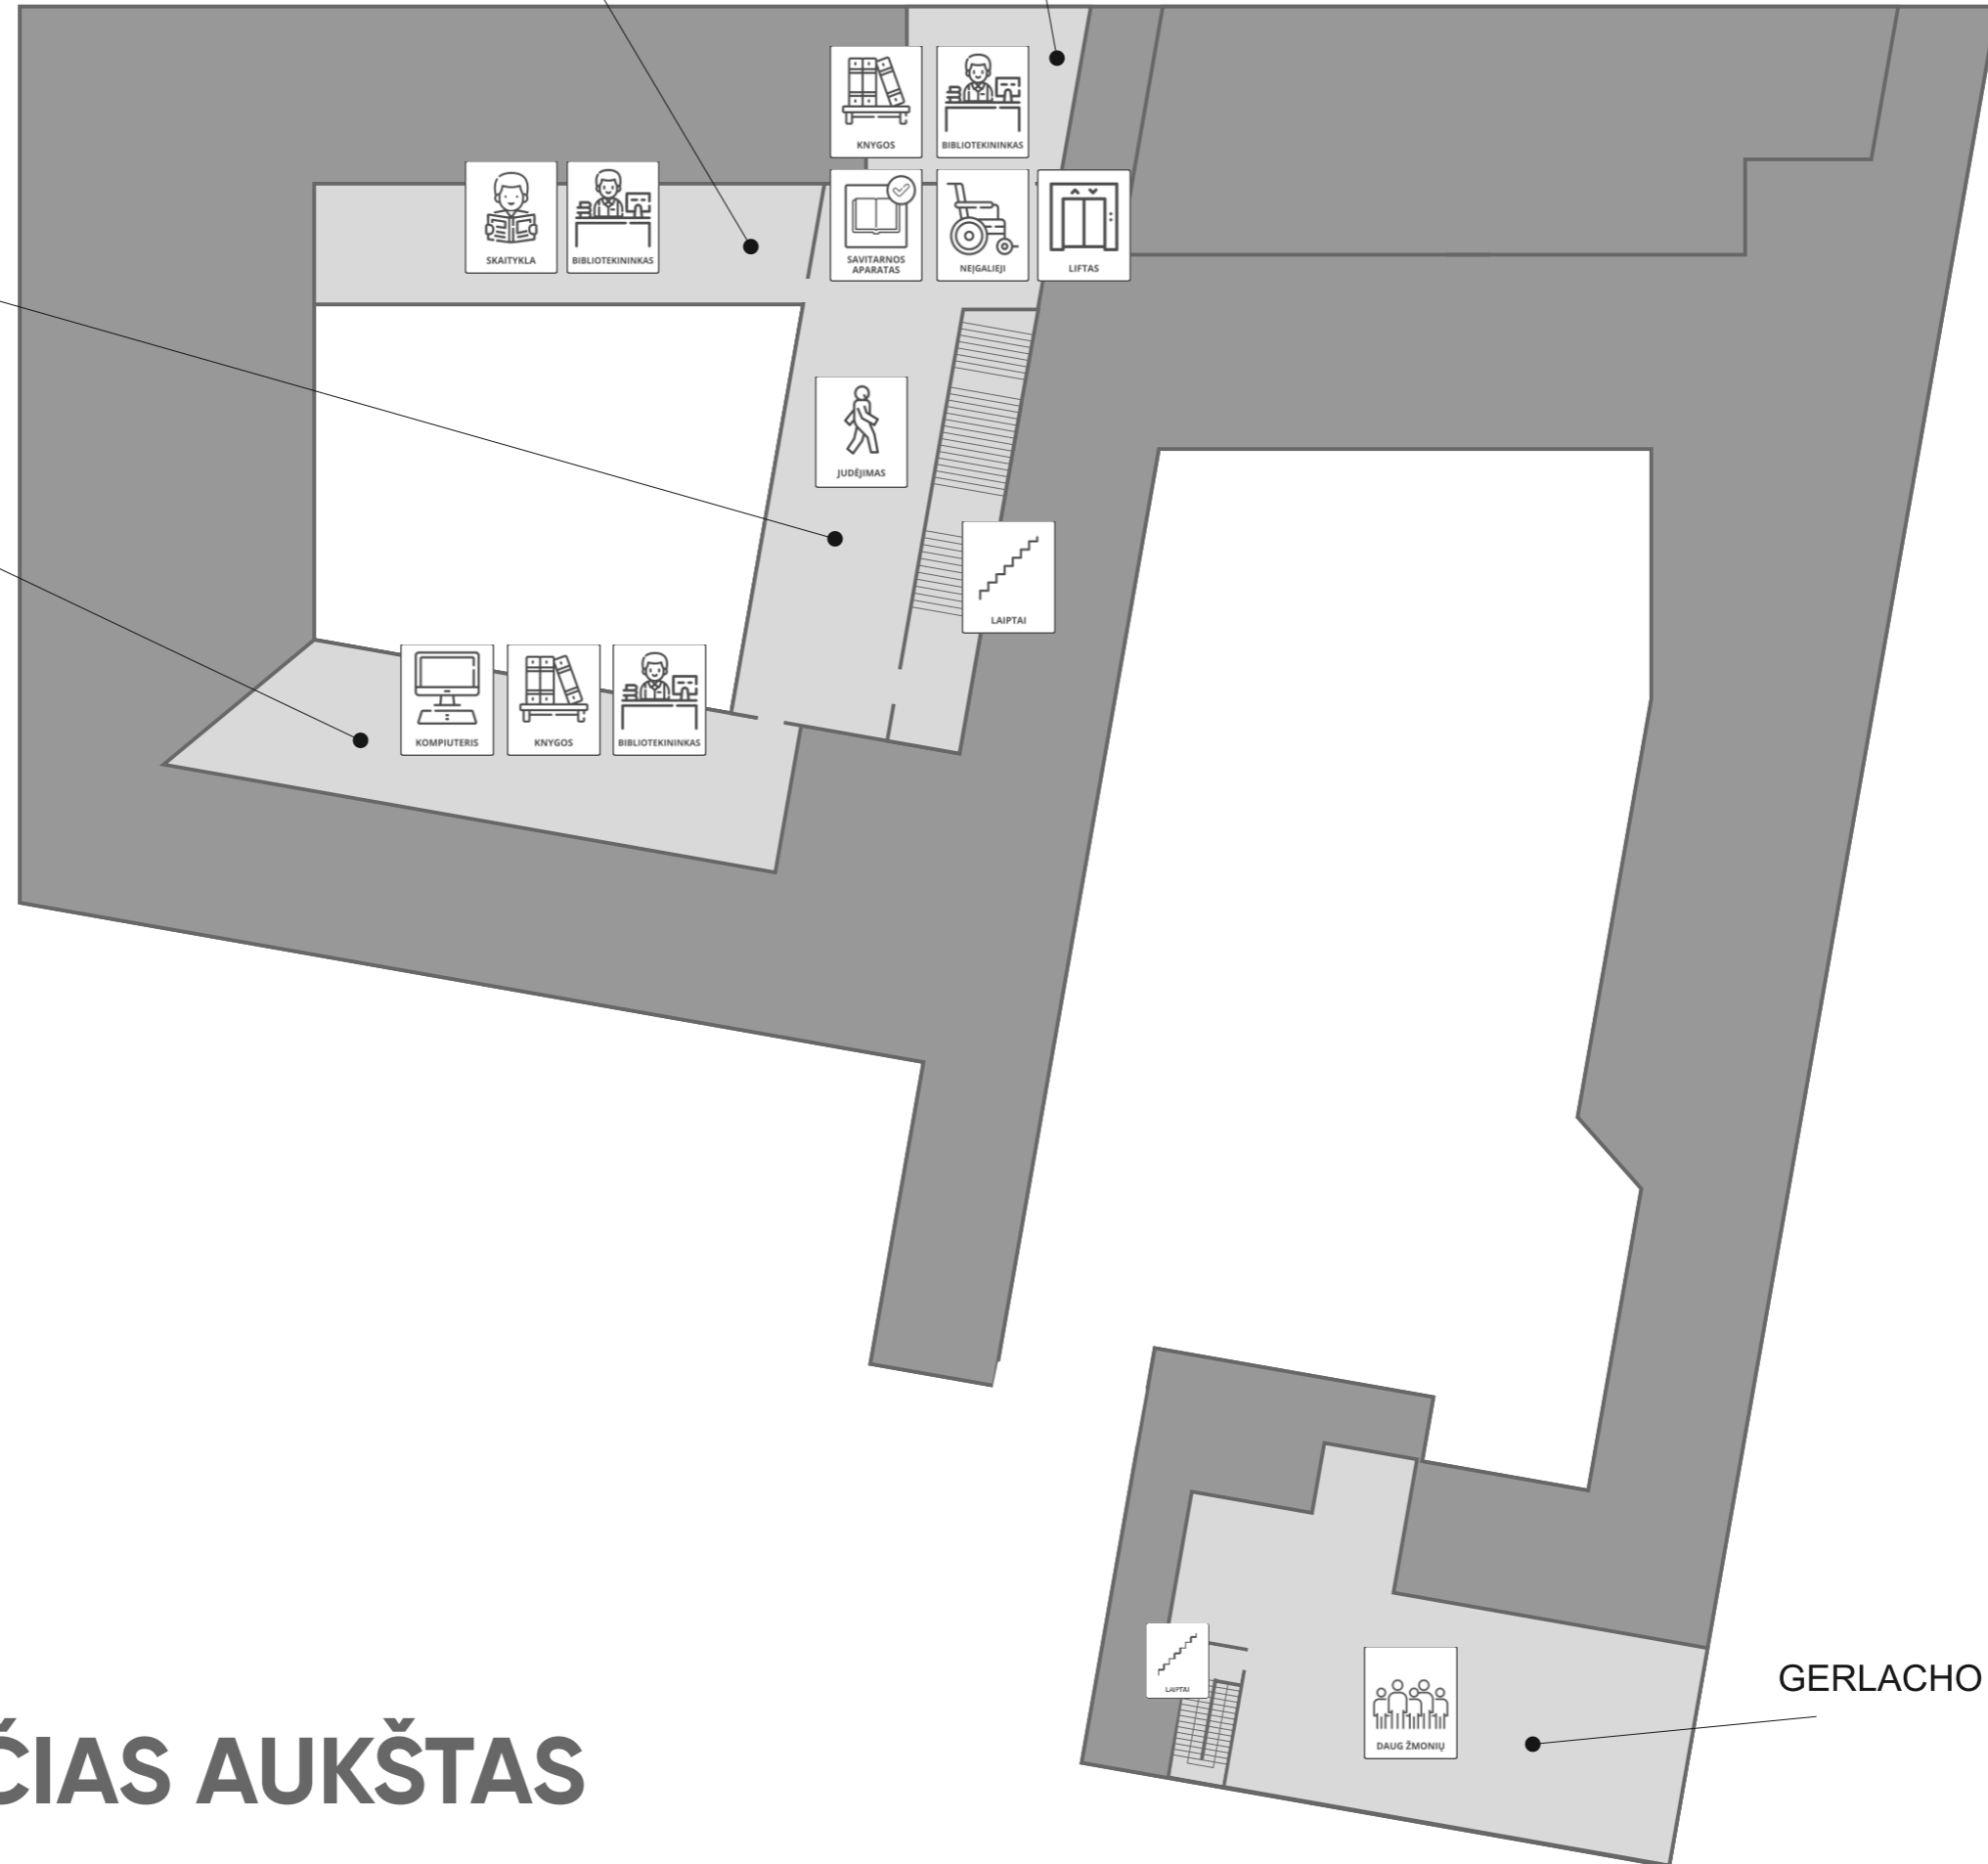 KNYGOS
BIBLIOTEKININKAS
SKAITYKLA
BIBLIOTEKININKAS
SAVITARNOS
APARATAS
NEĮGALIEJI
LIFTAS
JUDĖJIMAS
LAIPTAI
KOMPIUTERIS
KNYGOS
BIBLIOTEKININKAS
LAIPTAI
DAUG ŽMONIŲ
GERLACHO
ČIAS AUKŠTAS